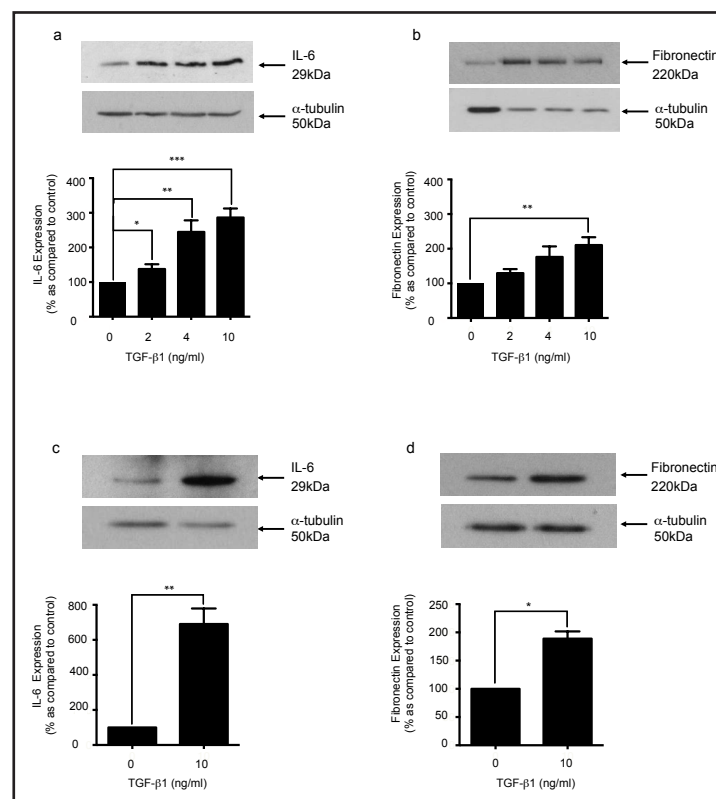 a
IL-6
29kDa
α-tubulin
50kDa
***
**
*
IL-6 Expression
(% as compared to control)
400
300
200
100
0
0 2 4 10
TGF-β1 (ng/ml)
b
Fibronectin
220kDa
α-tubulin
50kDa
**
Fibronectin Expression
(% as compared to control)
400
300
200
100
0
0 2 4 10
TGF-β1 (ng/ml)
c
IL-6
29kDa
α-tubulin
50kDa
**
IL-6 Expression
(% as compared to control)
800
600
400
200
0
0 10
TGF-β1 (ng/ml)
d
Fibronectin
220kDa
α-tubulin
50kDa
*
Fibronectin Expression
(% as compared to control)
250
200
150
100
50
0
0 10
TGF-β1 (ng/ml)